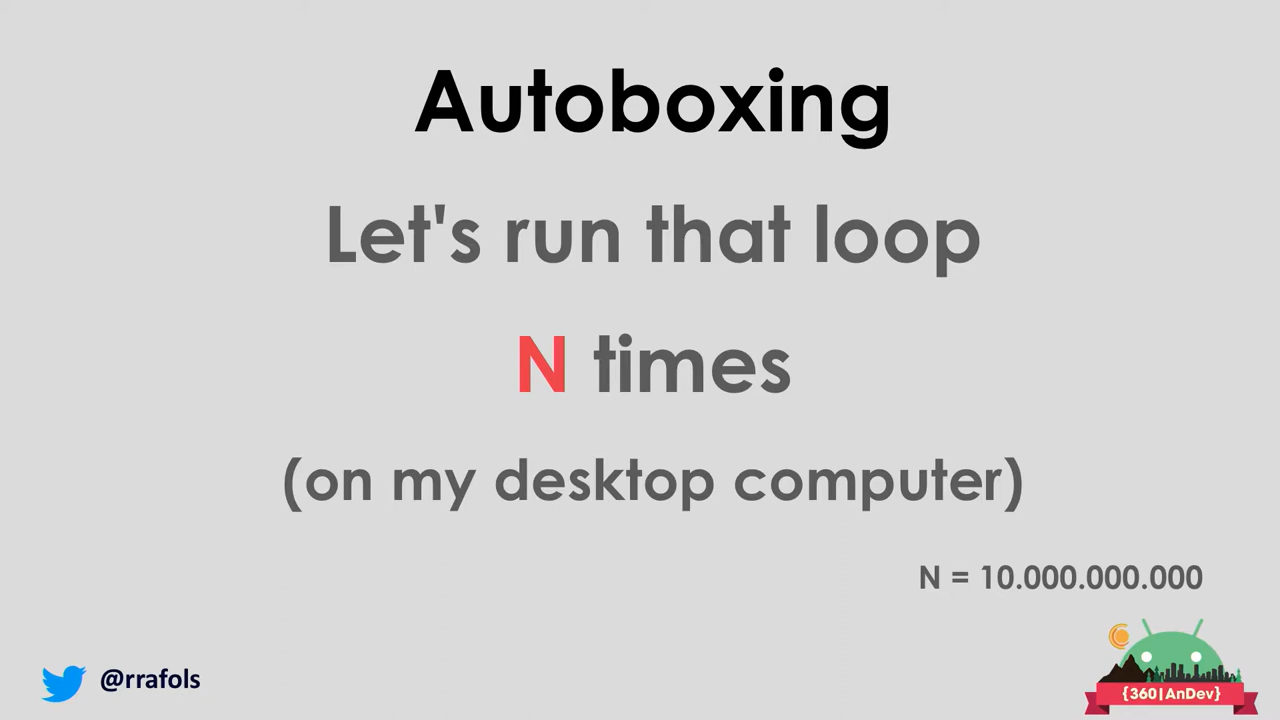 Autoboxing
Let's run that loop
N times
(on my desktop computer)
N = 10.000.000.000
@rrafols
{360|AnDev}